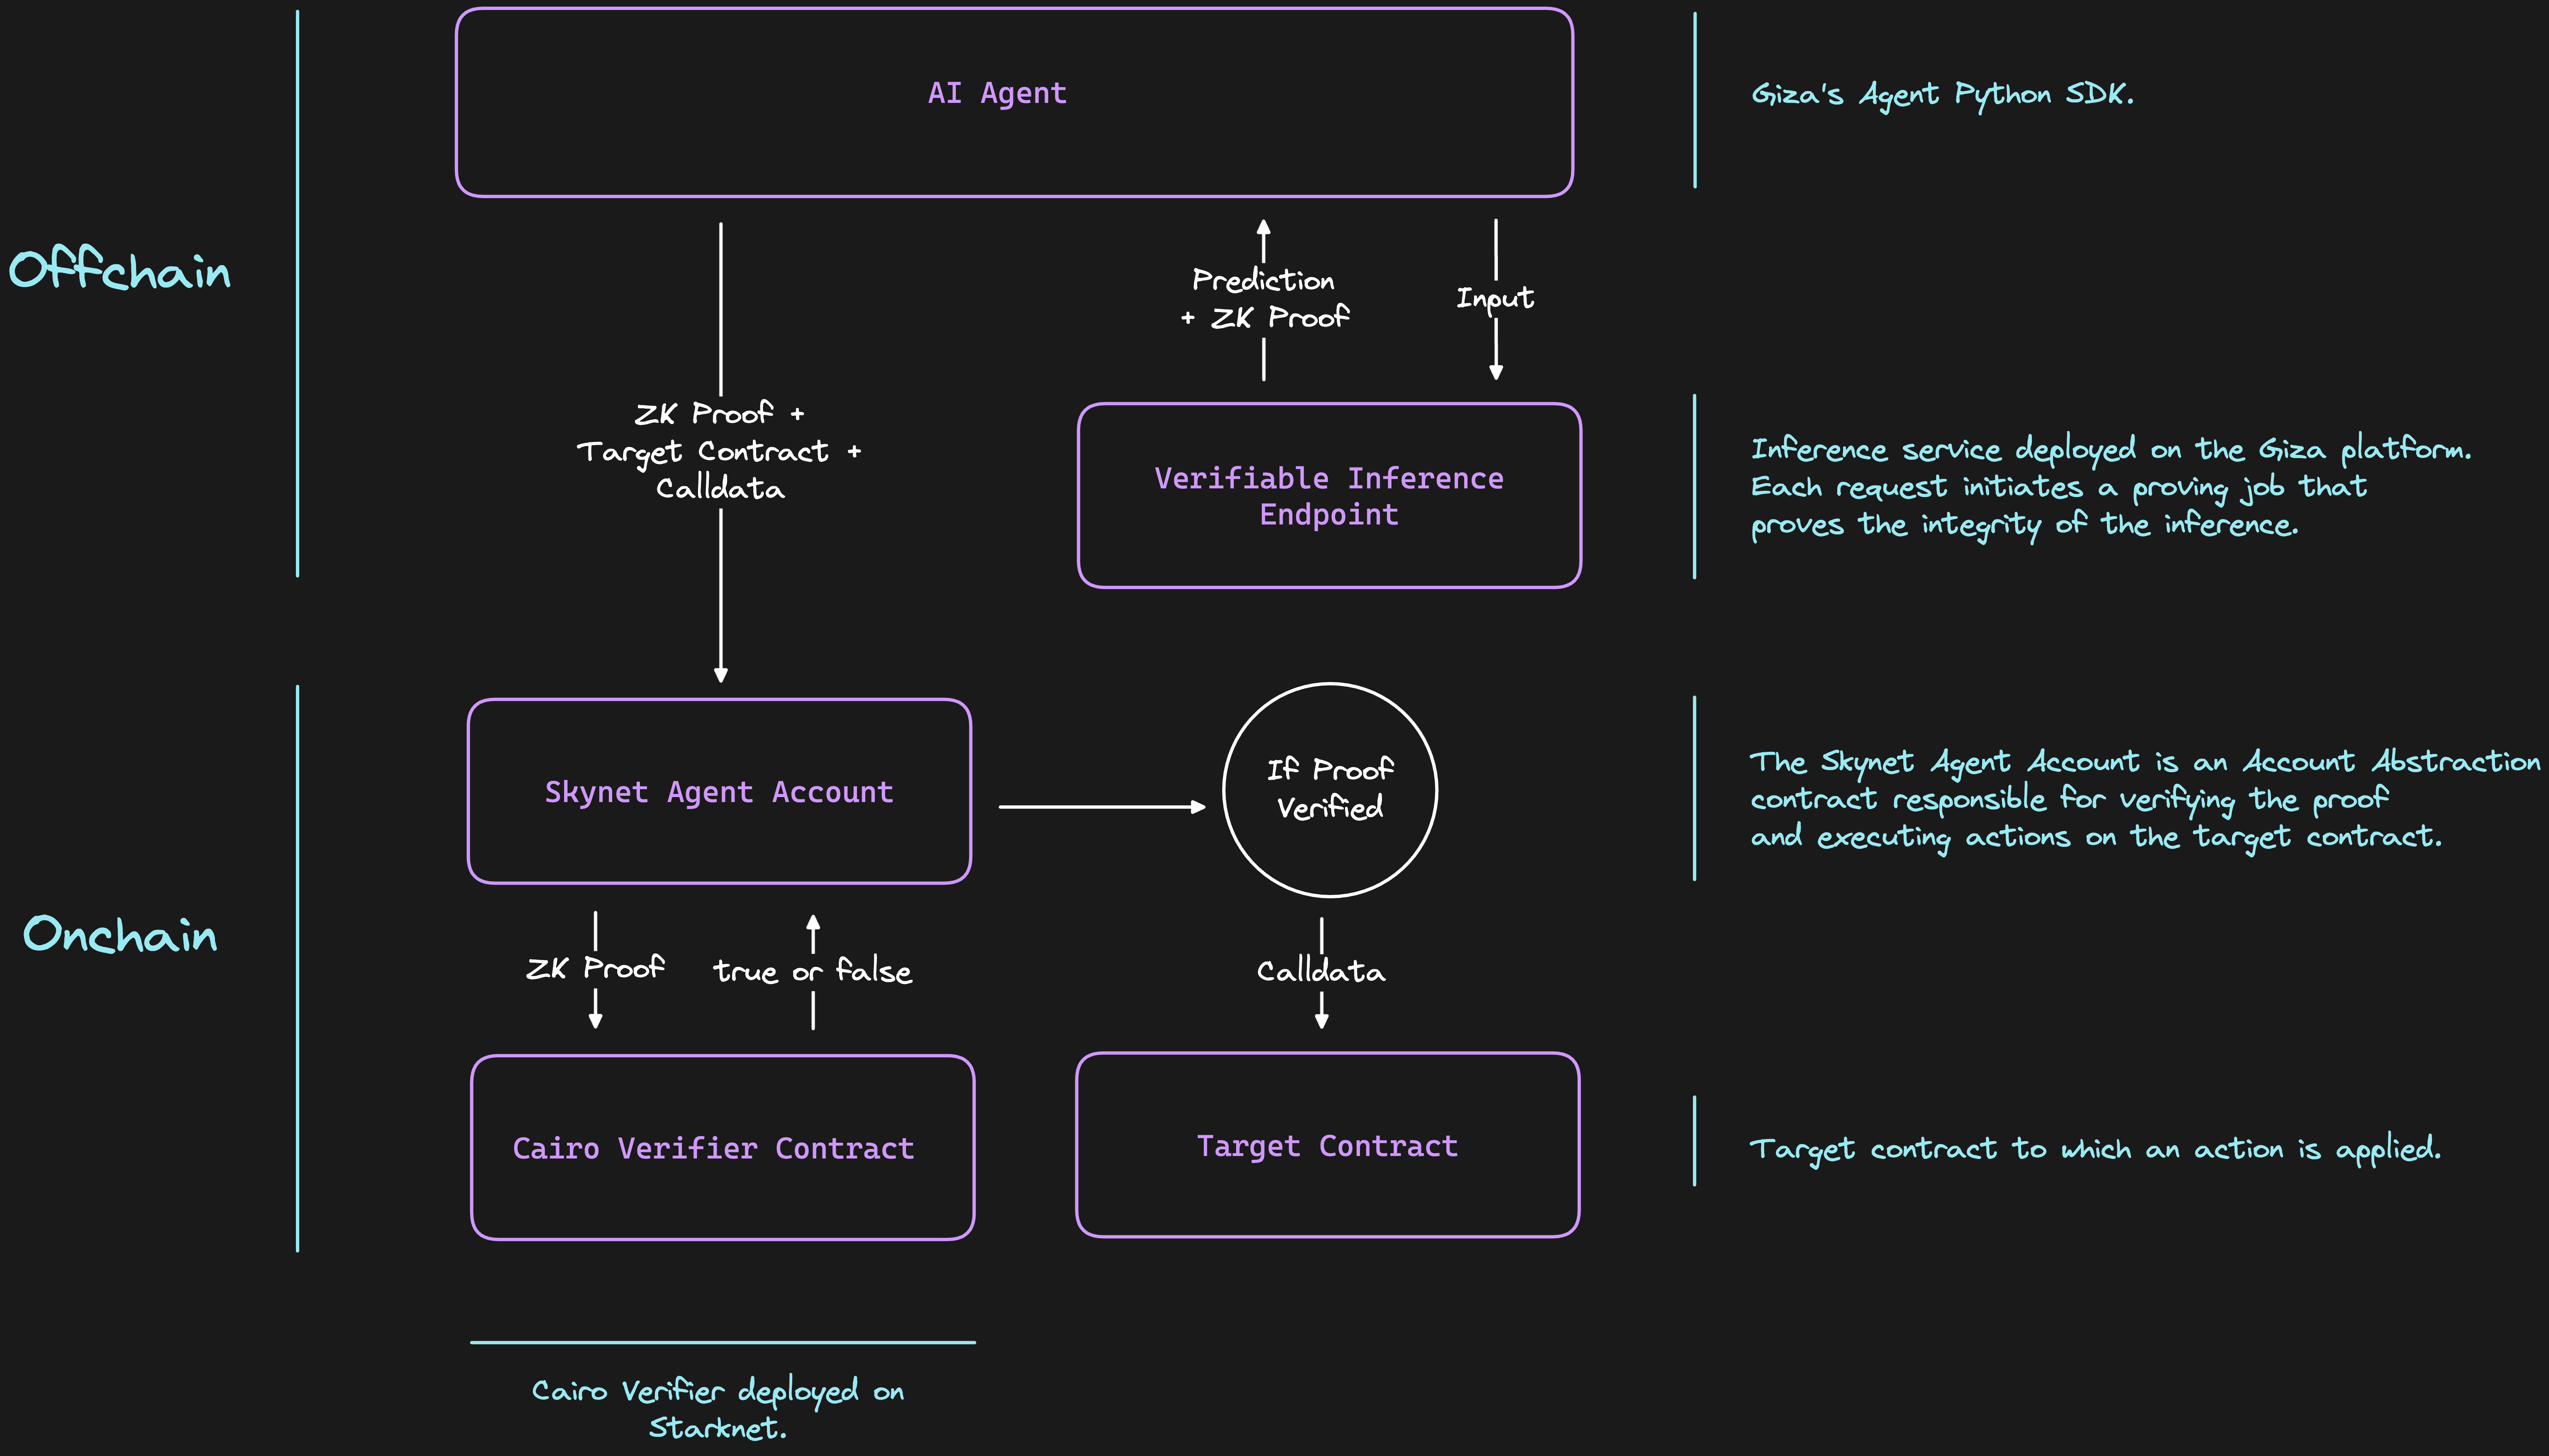 AI Agent
Giza's Agent Python SDK.
Offchain
Prediction
+ ZK Proof
Input
ZK Proof +
Target Contract +
Calldata
Verifiable Inference
Endpoint
Inference service deployed on the Giza platform.
Each request initiates a proving job that
proves the integrity of the inference.
Skynet Agent Account
If Proof
Verified
The Skynet Agent Account is an Account Abstraction
contract responsible for verifying the proof
and executing actions on the target contract.
Onchain
ZK Proof
true or false
Calldata
Cairo Verifier Contract
Target Contract
Target contract to which an action is applied.
Cairo Verifier deployed on
Starknet.